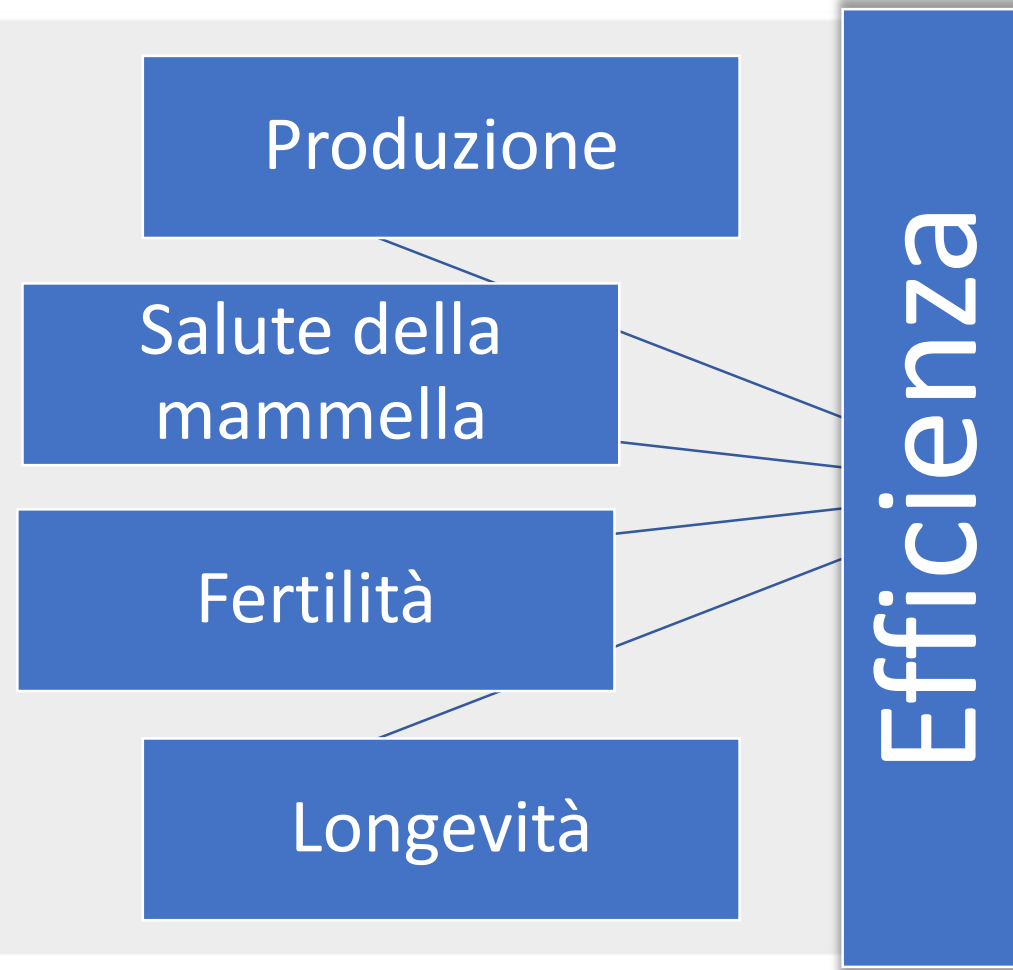 Produzione
Salute della
mammella
Fertilità
Longevità
Efficienza